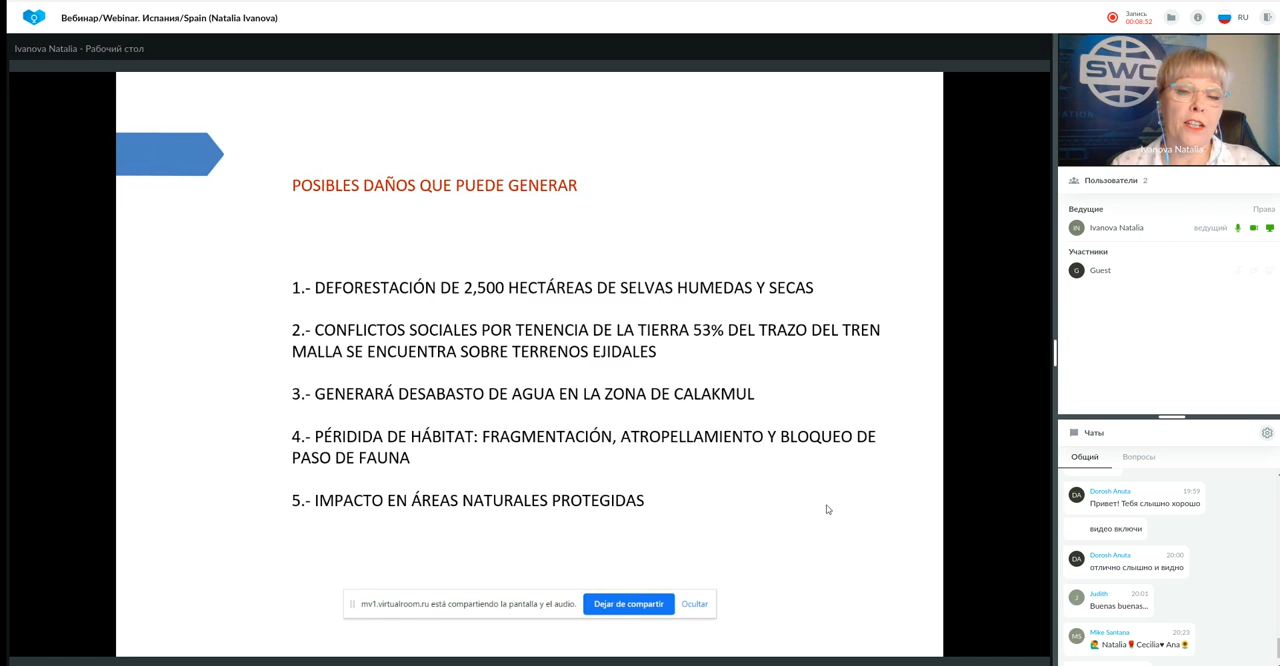 Вебинар/Webinar. Испания/Spain (Natalia Ivanova)
Запись
00:08:52
RU
Ivanova Natalia - Рабочий стол
POSIBLES DAÑOS QUE PUEDE GENERAR
1.- DEFORESTACIÓN DE 2,500 HECTÁREAS DE SELVAS HUMEDAS Y SECAS
2.- CONFLICTOS SOCIALES POR TENENCIA DE LA TIERRA 53% DEL TRAZO DEL TREN
MALLA SE ENCUENTRA SOBRE TERRENOS EJIDALES
3.- GENERARÁ DESABASTO DE AGUA EN LA ZONA DE CALAKMUL
4.- PÉRIDIDA DE HÁBITAT: FRAGMENTACIÓN, ATROPELLAMIENTO Y BLOQUEO DE
PASO DE FAUNA
5.- IMPACTO EN ÁREAS NATURALES PROTEGIDAS
mv1.virtualroom.ru está compartiendo la pantalla y el audio.
Dejar de compartir
Ocultar
SWC
Ivanova Natalia
Пользователи 2
Ведущие Права
IN Ivanova Natalia ведущий
Участники
G Guest
Чаты
Общий Вопросы
DA Dorosh Anuta 19:59
Привет! Тебя слышно хорошо
видео включи
DA Dorosh Anuta 20:00
отлично слышно и видно
J Judith 20:01
Buenas buenas...
MS Mike Santana 20:23
🙋‍♂️ Natalia🌹Cecilia♥ Ana🌻